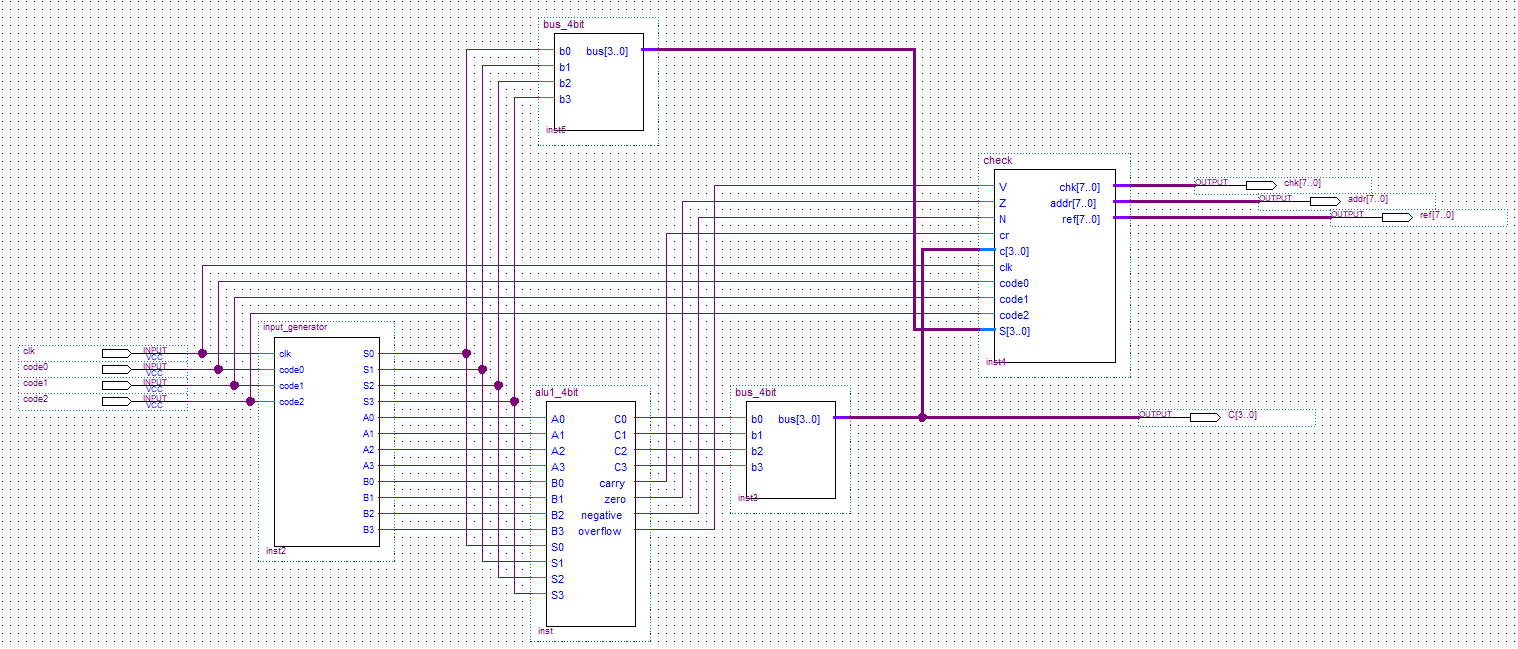 bus_4bit
b0 bus[3..0]
b1
b2
b3
inst5
check
V chk[7..0]
Z addr[7..0]
N ref[7..0]
cr
c[3..0]
clk
code0
code1
code2
S[3..0]
inst4
OUTPUT chk[7..0]
OUTPUT addr[7..0]
OUTPUT ref[7..0]
clk INPUT VCC
code0 INPUT VCC
code1 INPUT VCC
code2 INPUT VCC
input_generator
clk S0
code0 S1
code1 S2
code2 S3
A0
A1
A2
A3
B0
B1
B2
B3
inst2
alu1_4bit
A0 C0
A1 C1
A2 C2
A3 C3
B0 carry
B1 zero
B2 negative
B3 overflow
S0
S1
S2
S3
inst
bus_4bit
b0 bus[3..0]
b1
b2
b3
inst3
OUTPUT C[3..0]